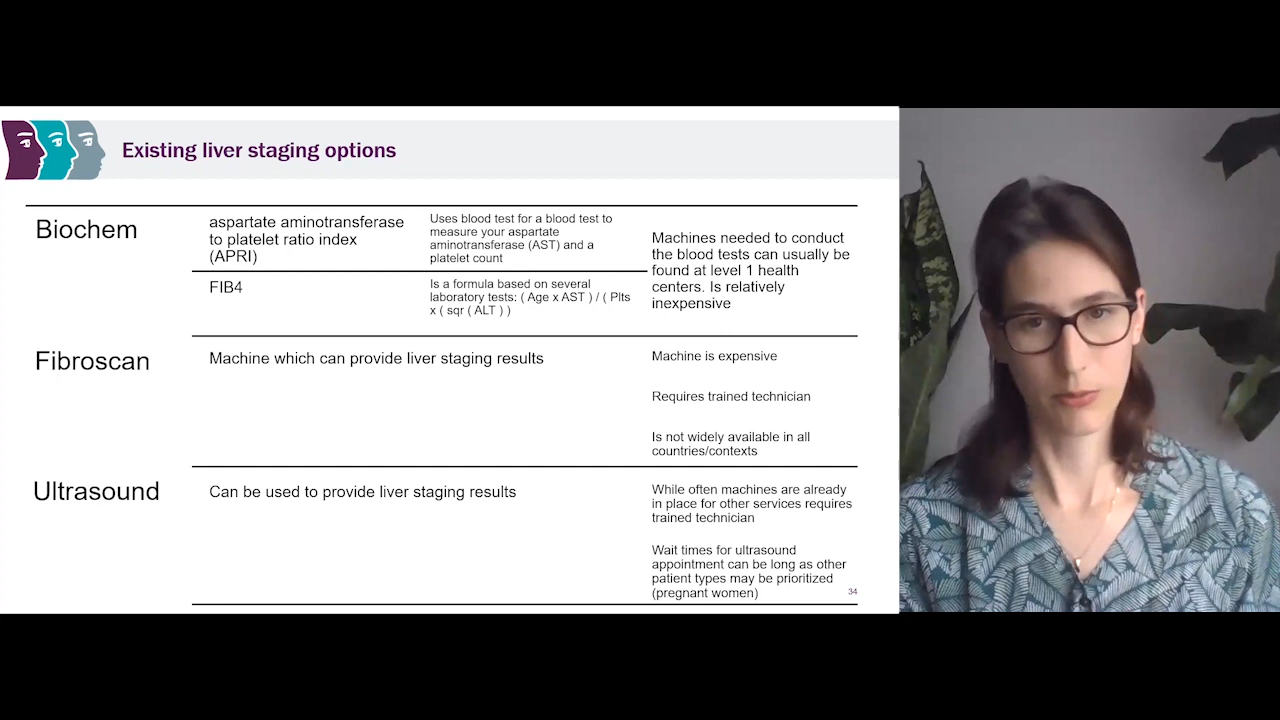 Existing liver staging options
Biochem
aspartate aminotransferase
to platelet ratio index
(APRI)
Uses blood test for a blood test to
measure your aspartate
aminotransferase (AST) and a
platelet count
Machines needed to conduct
the blood tests can usually be
found at level 1 health
centers. Is relatively
inexpensive
FIB4
Is a formula based on several
laboratory tests: ( Age x AST ) / ( Plts
x ( sqr ( ALT ) )
Fibroscan
Machine which can provide liver staging results
Machine is expensive
Requires trained technician
Is not widely available in all
countries/contexts
Ultrasound
Can be used to provide liver staging results
While often machines are already
in place for other services requires
trained technician
Wait times for ultrasound
appointment can be long as other
patient types may be prioritized
(pregnant women)
34